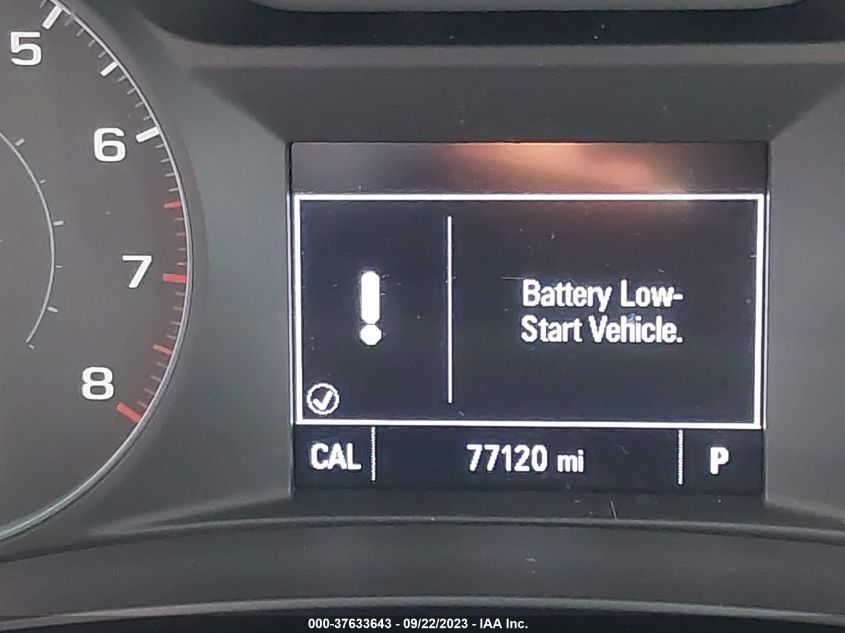 5
6
7
8
Battery Low-
Start Vehicle.
CAL 77120 mi P
000-37633643 - 09/22/2023 - IAA Inc.